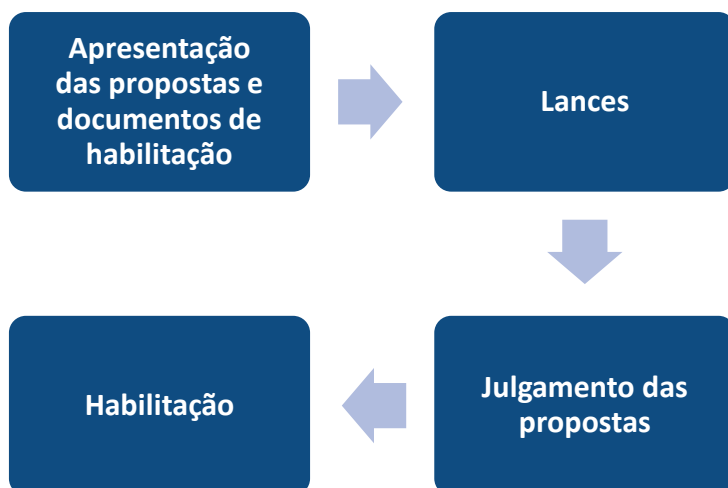 Apresentação
das propostas e
documentos de
habilitação
Lances
Julgamento das
propostas
Habilitação